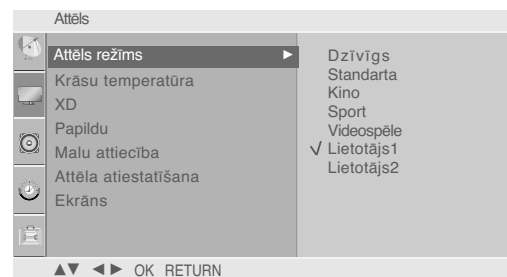 Attēls
Attēls režīms ►
Krāsu temperatūra
XD
Papildu
Malu attiecība
Attēla atiestatīšana
Ekrāns
Dzīvīgs
Standarta
Kino
Sport
Videospēle
√ Lietotājs1
Lietotājs2
▲▼ ◄► OK RETURN